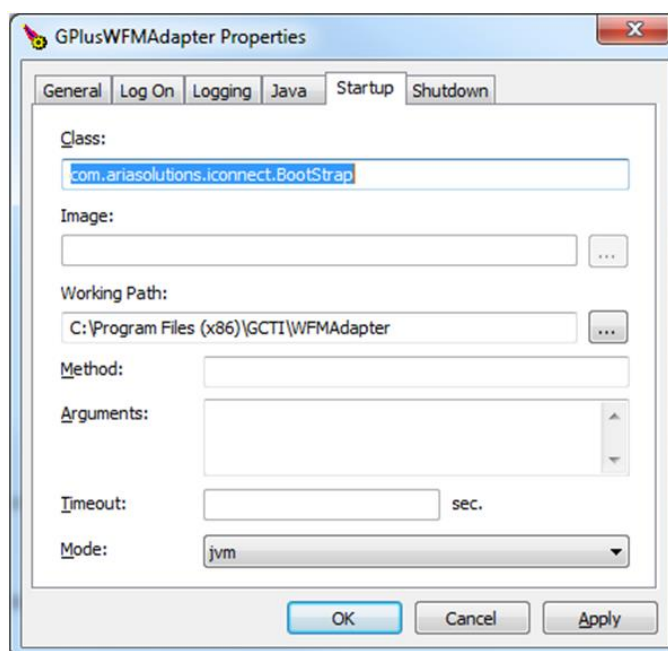 GPlusWFMAdapter Properties
General Log On Logging Java Startup Shutdown
Class:
com.ariasolutions.iconnect.BootStrap
Image:
...
Working Path:
C:\Program Files (x86)\GCTI\WFMAdapter ...
Method:
Arguments:
Timeout: sec.
Mode: jvm
OK Cancel Apply